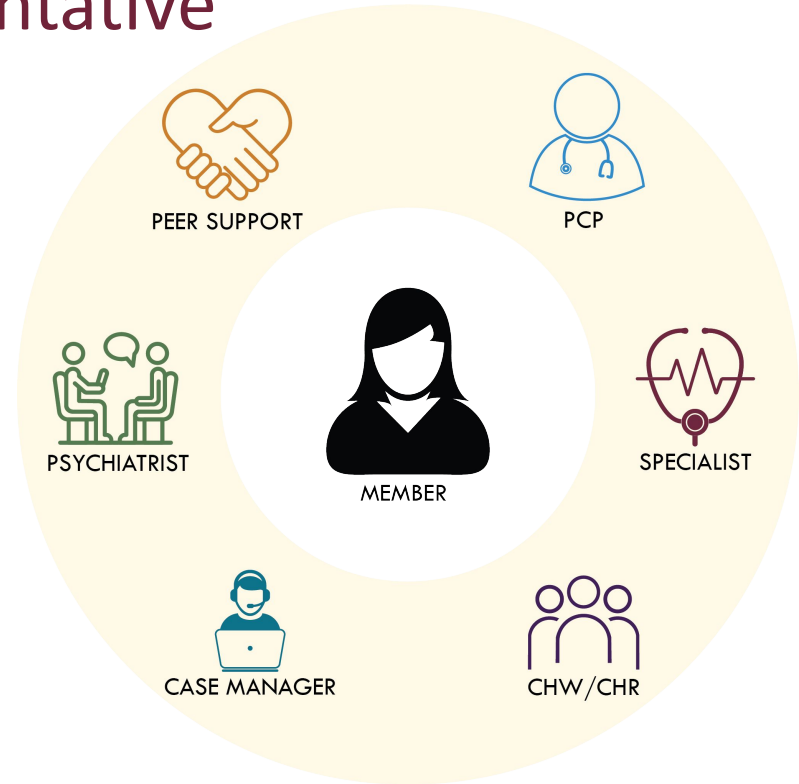 ntative
PEER SUPPORT
PCP
PSYCHIATRIST
SPECIALIST
MEMBER
CASE MANAGER
CHW/CHR